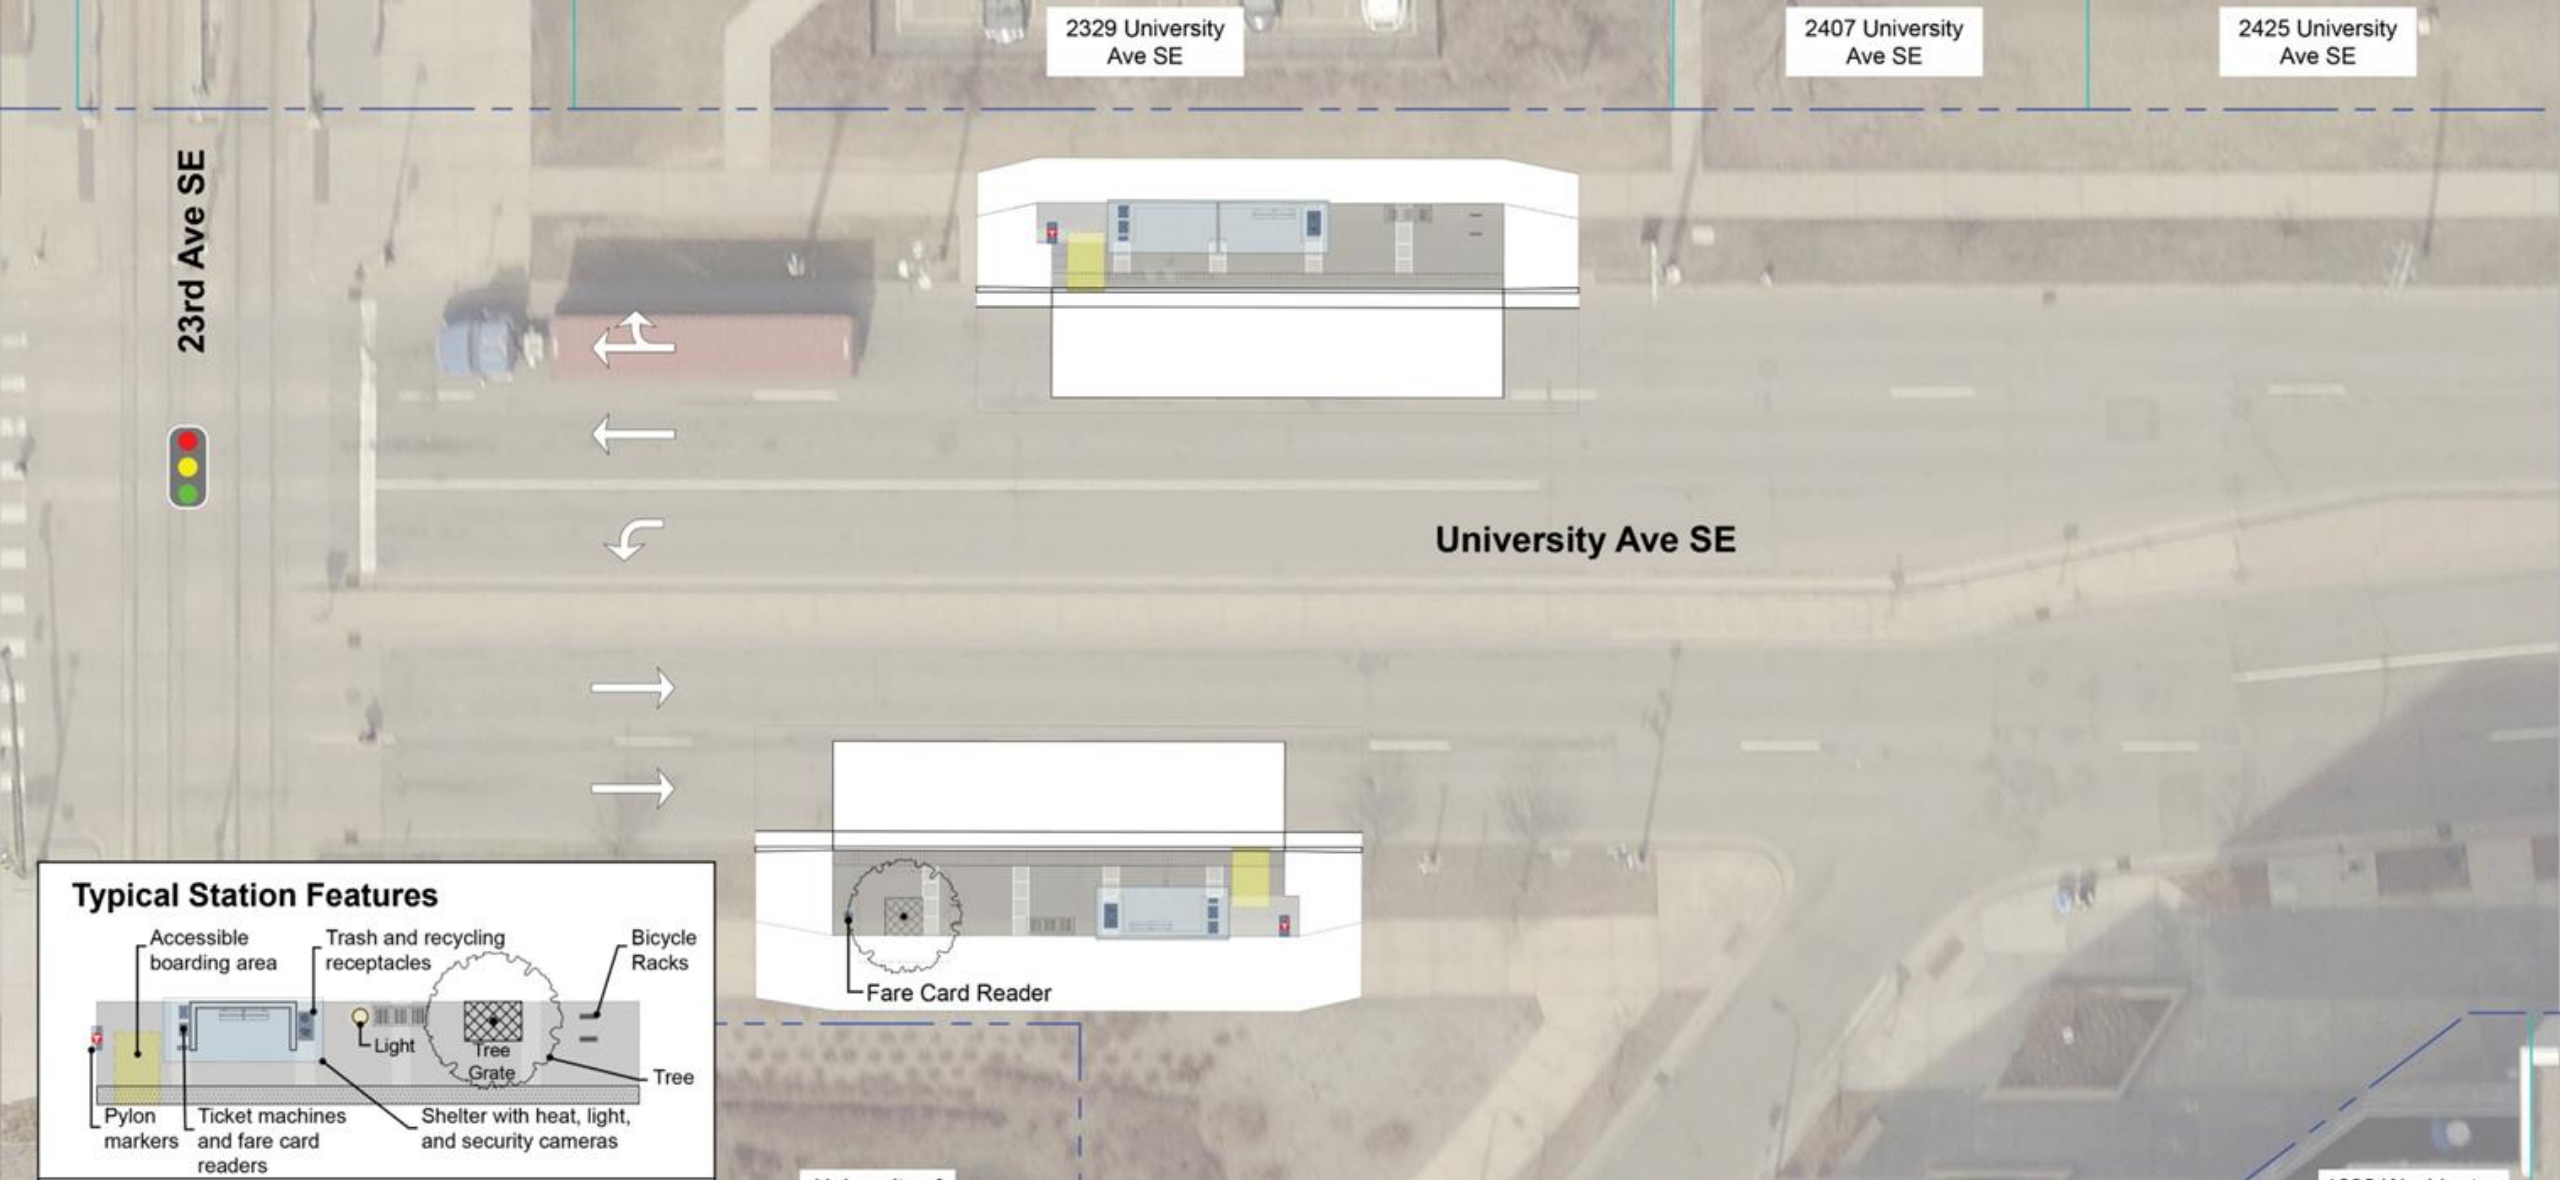 2329 University
Ave SE
2407 University
Ave SE
2425 University
Ave SE
23rd Ave SE
University Ave SE
Fare Card Reader
Typical Station Features
Accessible
boarding area
Trash and recycling
receptacles
Bicycle
Racks
Light
Tree
Grate
Tree
Pylon
markers
Ticket machines
and fare card
readers
Shelter with heat, light,
and security cameras